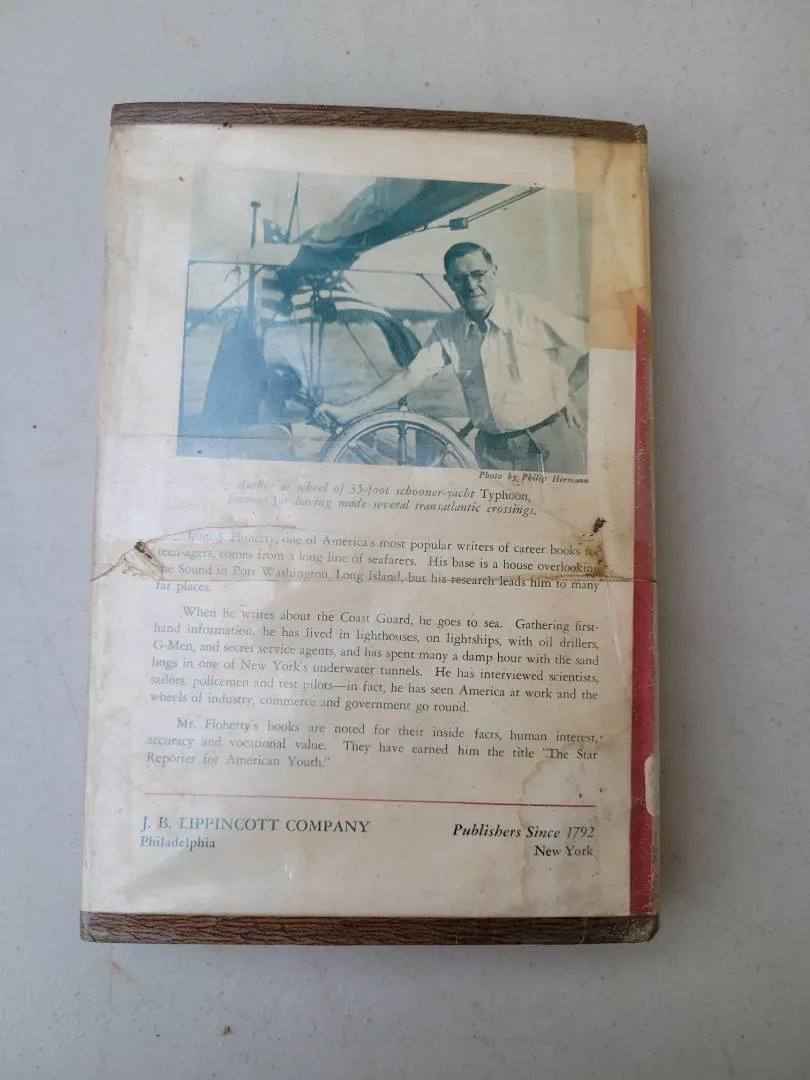 Photo by Philip Hermann
Author at wheel of 35-foot schooner-yacht Typhoon,
famous for having made several transatlantic crossings.
John J. Floherty, one of America's most popular writers of career books for
teen-agers, comes from a long line of seafarers. His base is a house overlooking
the Sound in Port Washington, Long Island, but his research leads him to many
far places.
When he writes about the Coast Guard, he goes to sea. Gathering first-
hand information, he has lived in lighthouses, on lightships, with oil drillers,
G-Men, and secret service agents, and has spent many a damp hour with the sand
hogs in one of New York's underwater tunnels. He has interviewed scientists,
sailors, policemen and test pilots—in fact, he has seen America at work and the
wheels of industry, commerce and government go round.
Mr. Floherty's books are noted for their inside facts, human interest,
accuracy and vocational value. They have earned him the title "The Star
Reporter for American Youth."
J. B. LIPPINCOTT COMPANY Publishers Since 1792
Philadelphia New York